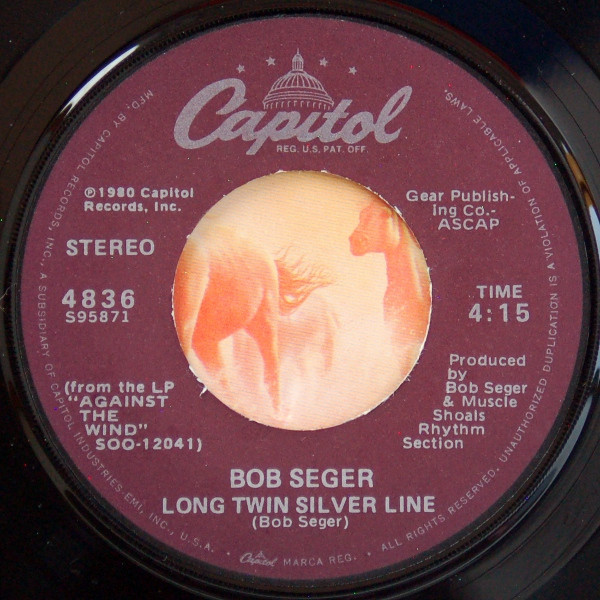 Capitol
REG. U.S. PAT. OFF.
℗1980 Capitol
Records, Inc.
STEREO
4836
S95871
(from the LP
"AGAINST
THE
WIND"
SOO-12041)
Gear Publish-
ing Co.-
ASCAP
TIME
4:15
Produced
by
Bob Seger
& Muscle
Shoals
Rhythm
Section
BOB SEGER
LONG TWIN SILVER LINE
(Bob Seger)
MFD. BY CAPITOL RECORDS, INC., A SUBSIDIARY OF CAPITOL INDUSTRIES-EMI, INC., U.S.A. • Capitol MARCA REG. • ALL RIGHTS RESERVED. UNAUTHORIZED DUPLICATION IS A VIOLATION OF APPLICABLE LAWS.